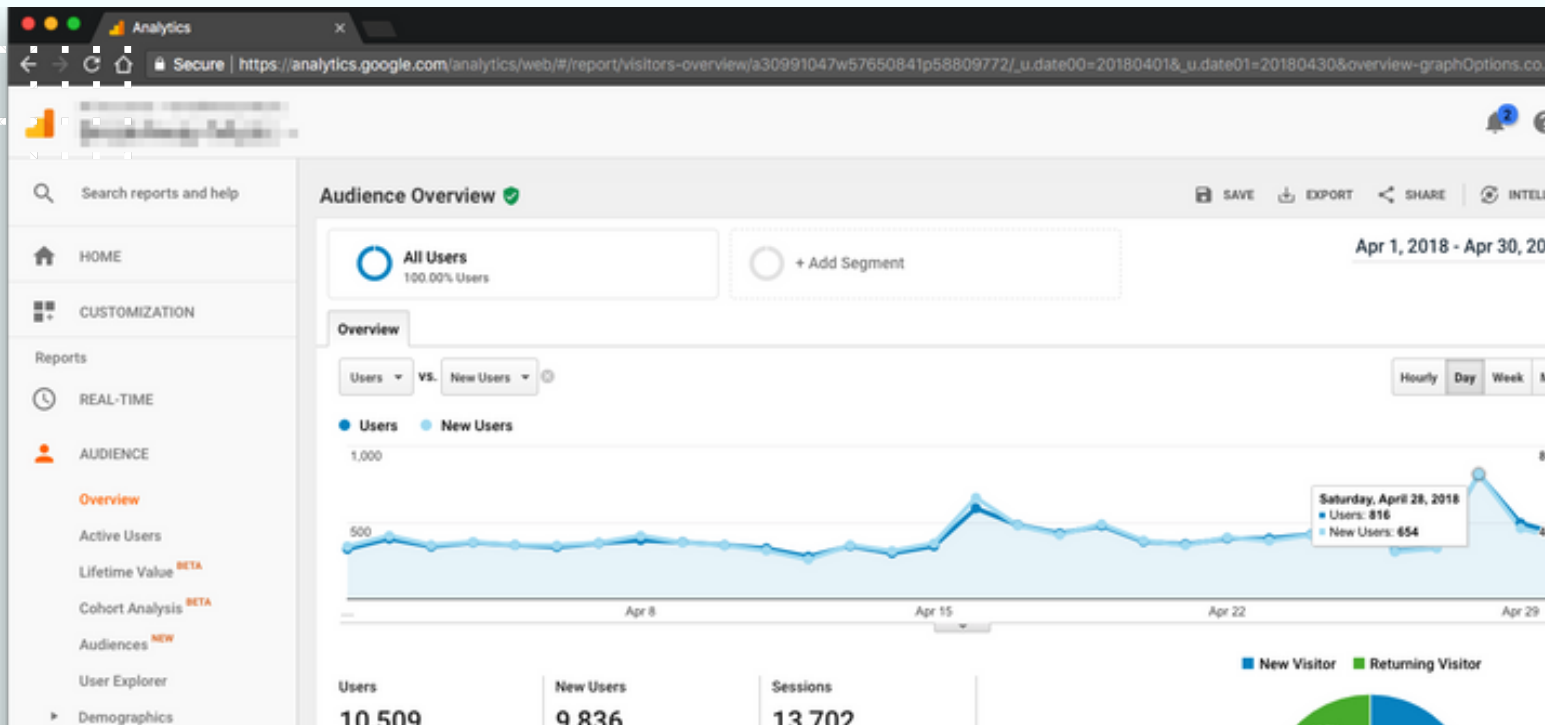 Analytics
Secure | https://analytics.google.com/analytics/web/#/report/visitors-overview/a30991047w57650841p58809772/_u.date00=20180401&_u.date01=20180430&overview-graphOptions.co
2
Search reports and help
Audience Overview
SAVE EXPORT SHARE
HOME
All Users
100.00% Users
+ Add Segment
Apr 1, 2018 - Apr 30, 20
CUSTOMIZATION
Overview
Reports
Users VS. New Users
Hourly Day Week
REAL-TIME
Users New Users
AUDIENCE
1,000
Overview
Saturday, April 28, 2018
Users: 816
New Users: 654
500
Active Users
Lifetime Value BETA
Cohort Analysis BETA
... Apr 8 Apr 15 Apr 22 Apr 29
Audiences NEW
New Visitor Returning Visitor
User Explorer
Users New Users Sessions
Demographics
10,509 9,836 13,702